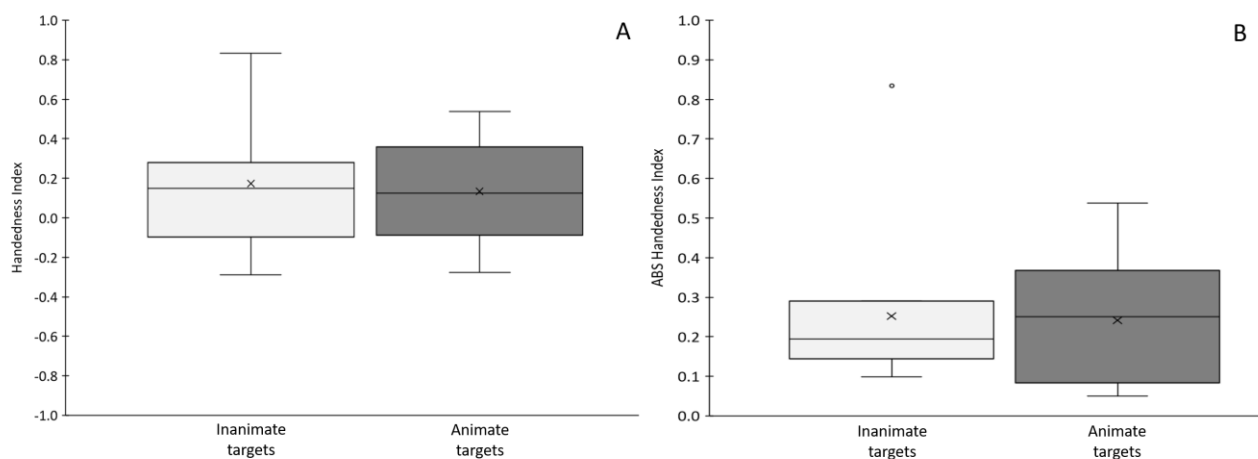 A
Handedness Index
1.0
0.8
0.6
0.4
0.2
0.0
-0.2
-0.4
-0.6
-0.8
-1.0
Inanimate
targets
Animate
targets
B
ABS Handedness Index
1.0
0.9
0.8
0.7
0.6
0.5
0.4
0.3
0.2
0.1
0.0
Inanimate
targets
Animate
targets